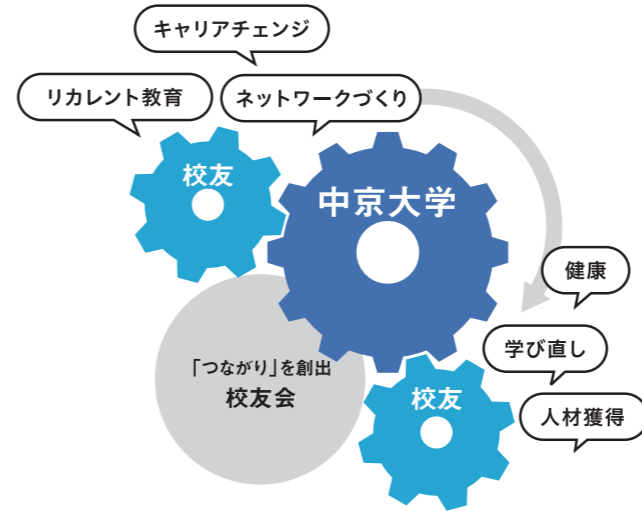 キャリアチェンジ
リカレント教育
ネットワークづくり
校友
中京大学
健康
学び直し
「つながり」を創出
校友会
校友
人材獲得